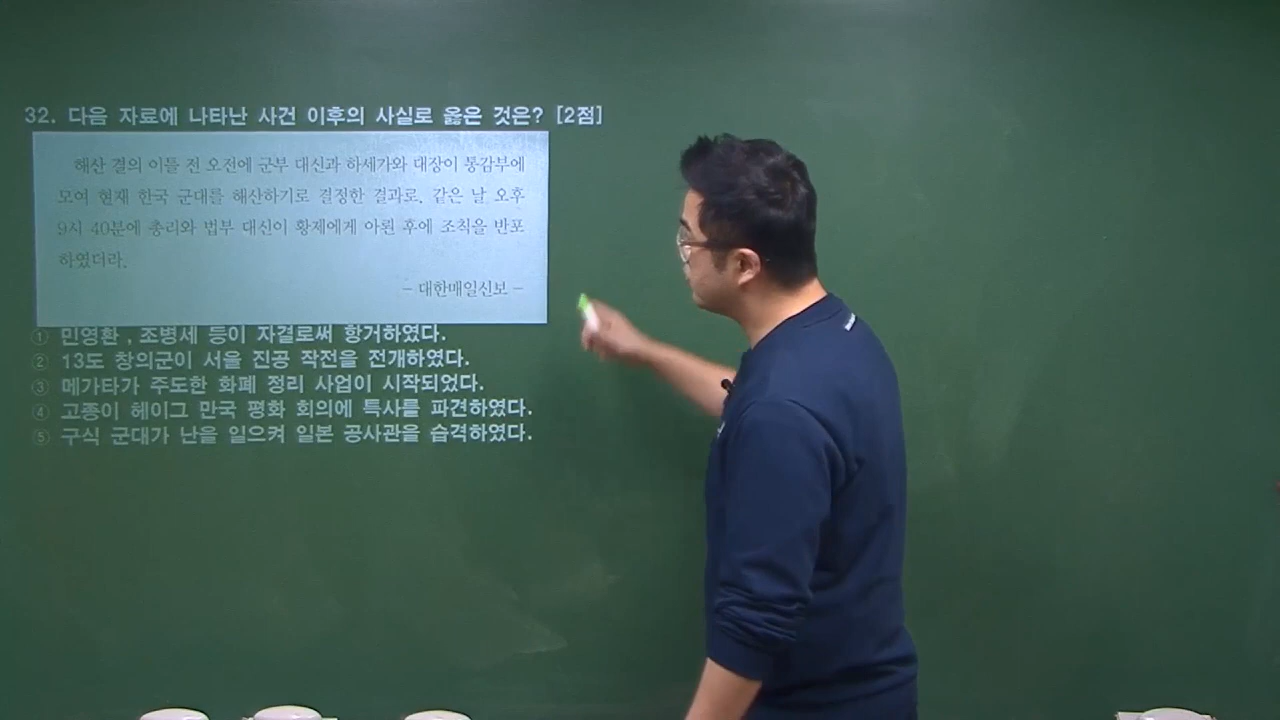 32. 다음 자료에 나타난 사건 이후의 사실로 옳은 것은? [2점]
해산 결의 이틀 전 오전에 군부 대신과 하세가와 대장이 통감부에
모여 현재 한국 군대를 해산하기로 결정한 결과로, 같은 날 오후
9시 40분에 총리와 법부 대신이 황제에게 아뢴 후에 조칙을 반포
하였더라.
- 대한매일신보 -
① 민영환, 조병세 등이 자결로써 항거하였다.
② 13도 창의군이 서울 진공 작전을 전개하였다.
③ 메가타가 주도한 화폐 정리 사업이 시작되었다.
④ 고종이 헤이그 만국 평화 회의에 특사를 파견하였다.
⑤ 구식 군대가 난을 일으켜 일본 공사관을 습격하였다.